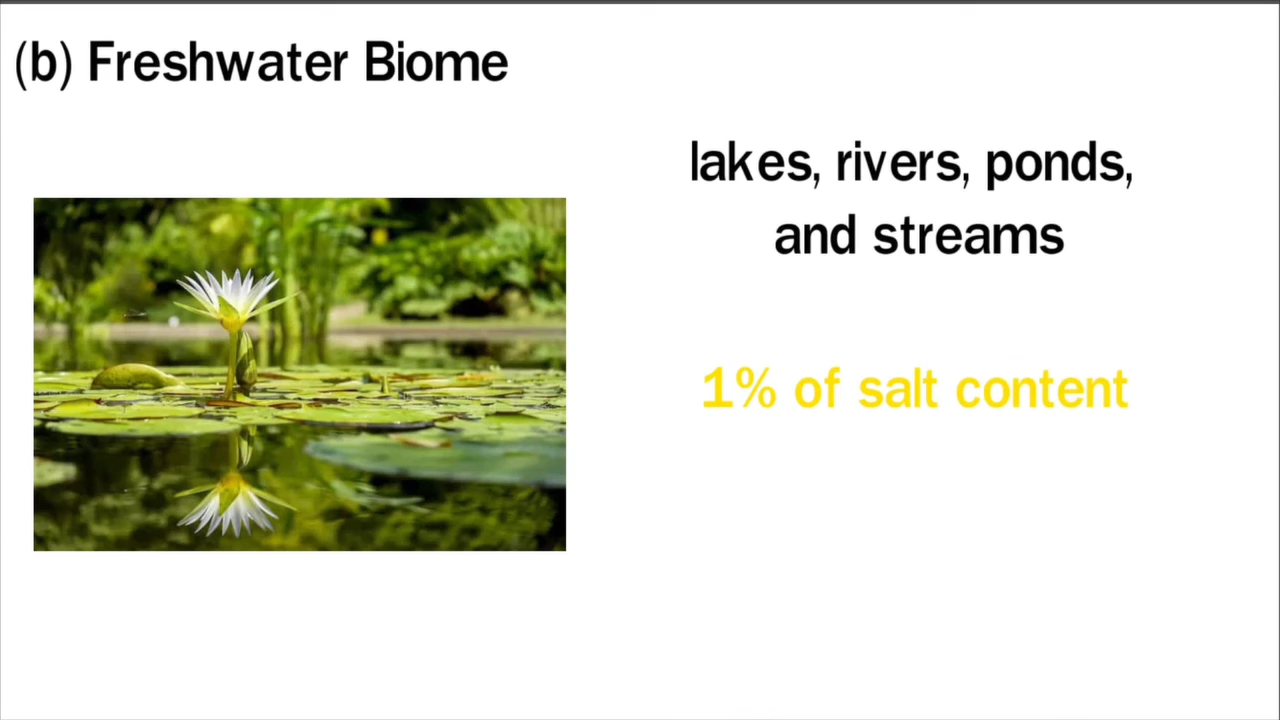 (b) Freshwater Biome
lakes, rivers, ponds,
and streams
1% of salt content